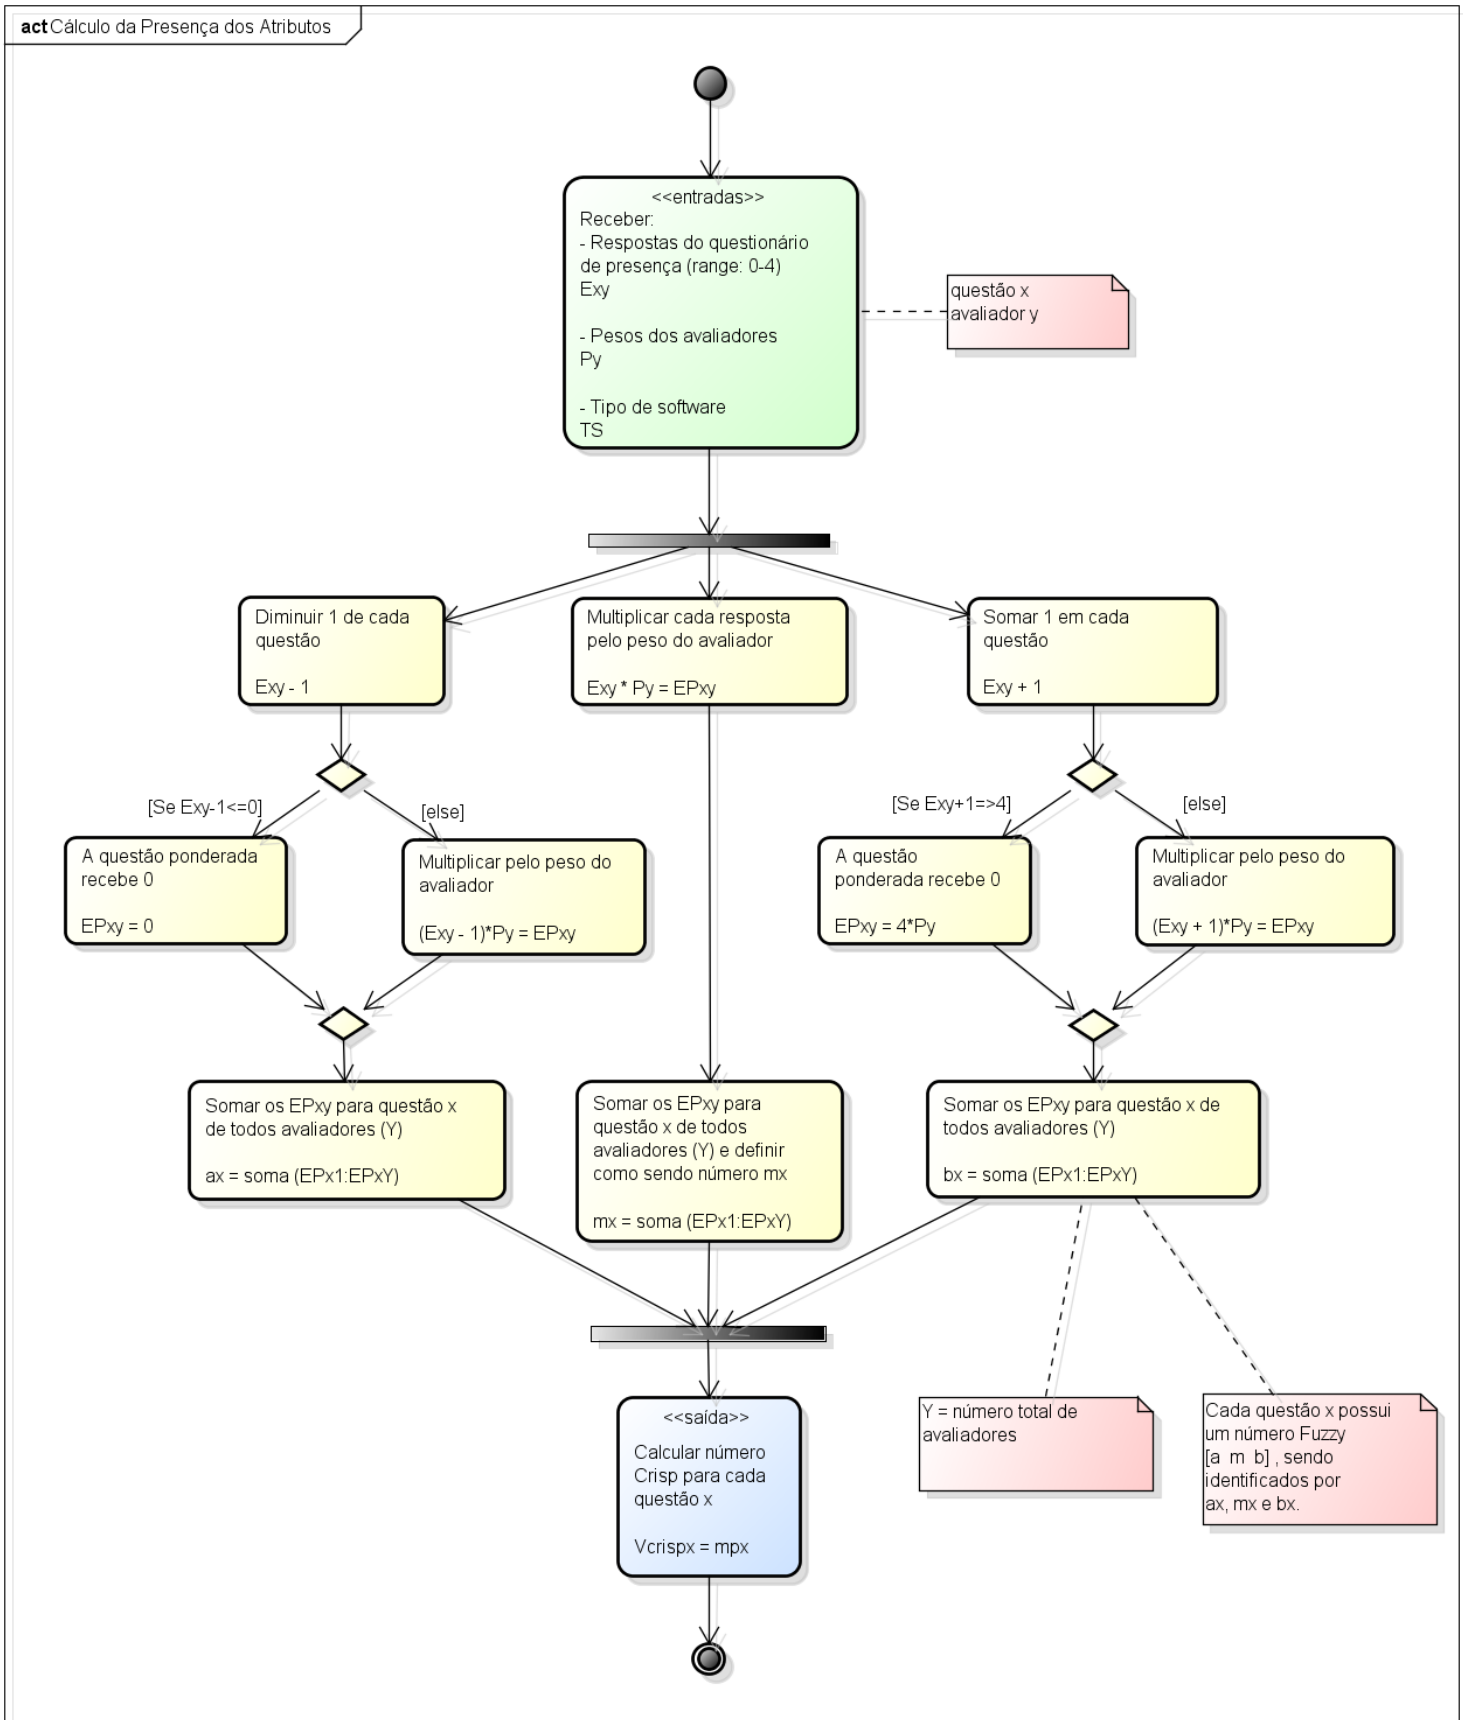 act Cálculo da Presença dos Atributos
<<entradas>>
Receber:
- Respostas do questionário
de presença (range: 0-4)
Exy
- Pesos dos avaliadores
Py
- Tipo de software
TS
questão x
avaliador y
Diminuir 1 de cada
questão
Exy - 1
Multiplicar cada resposta
pelo peso do avaliador
Exy * Py = EPxy
Somar 1 em cada
questão
Exy + 1
[Se Exy-1<=0]
[else]
[Se Exy+1=>4]
[else]
A questão ponderada
recebe 0
EPxy = 0
Multiplicar pelo peso do
avaliador
(Exy - 1)*Py = EPxy
A questão
ponderada recebe 0
EPxy = 4*Py
Multiplicar pelo peso do
avaliador
(Exy + 1)*Py = EPxy
Somar os EPxy para questão x
de todos avaliadores (Y)
ax = soma (EPx1:EPxY)
Somar os EPxy para
questão x de todos
avaliadores (Y) e definir
como sendo número mx
mx = soma (EPx1:EPxY)
Somar os EPxy para questão x de
todos avaliadores (Y)
bx = soma (EPx1:EPxY)
<<saída>>
Calcular número
Crisp para cada
questão x
Vcrispx = mpx
Y = número total de
avaliadores
Cada questão x possui
um número Fuzzy
[a m b] , sendo
identificados por
ax, mx e bx.